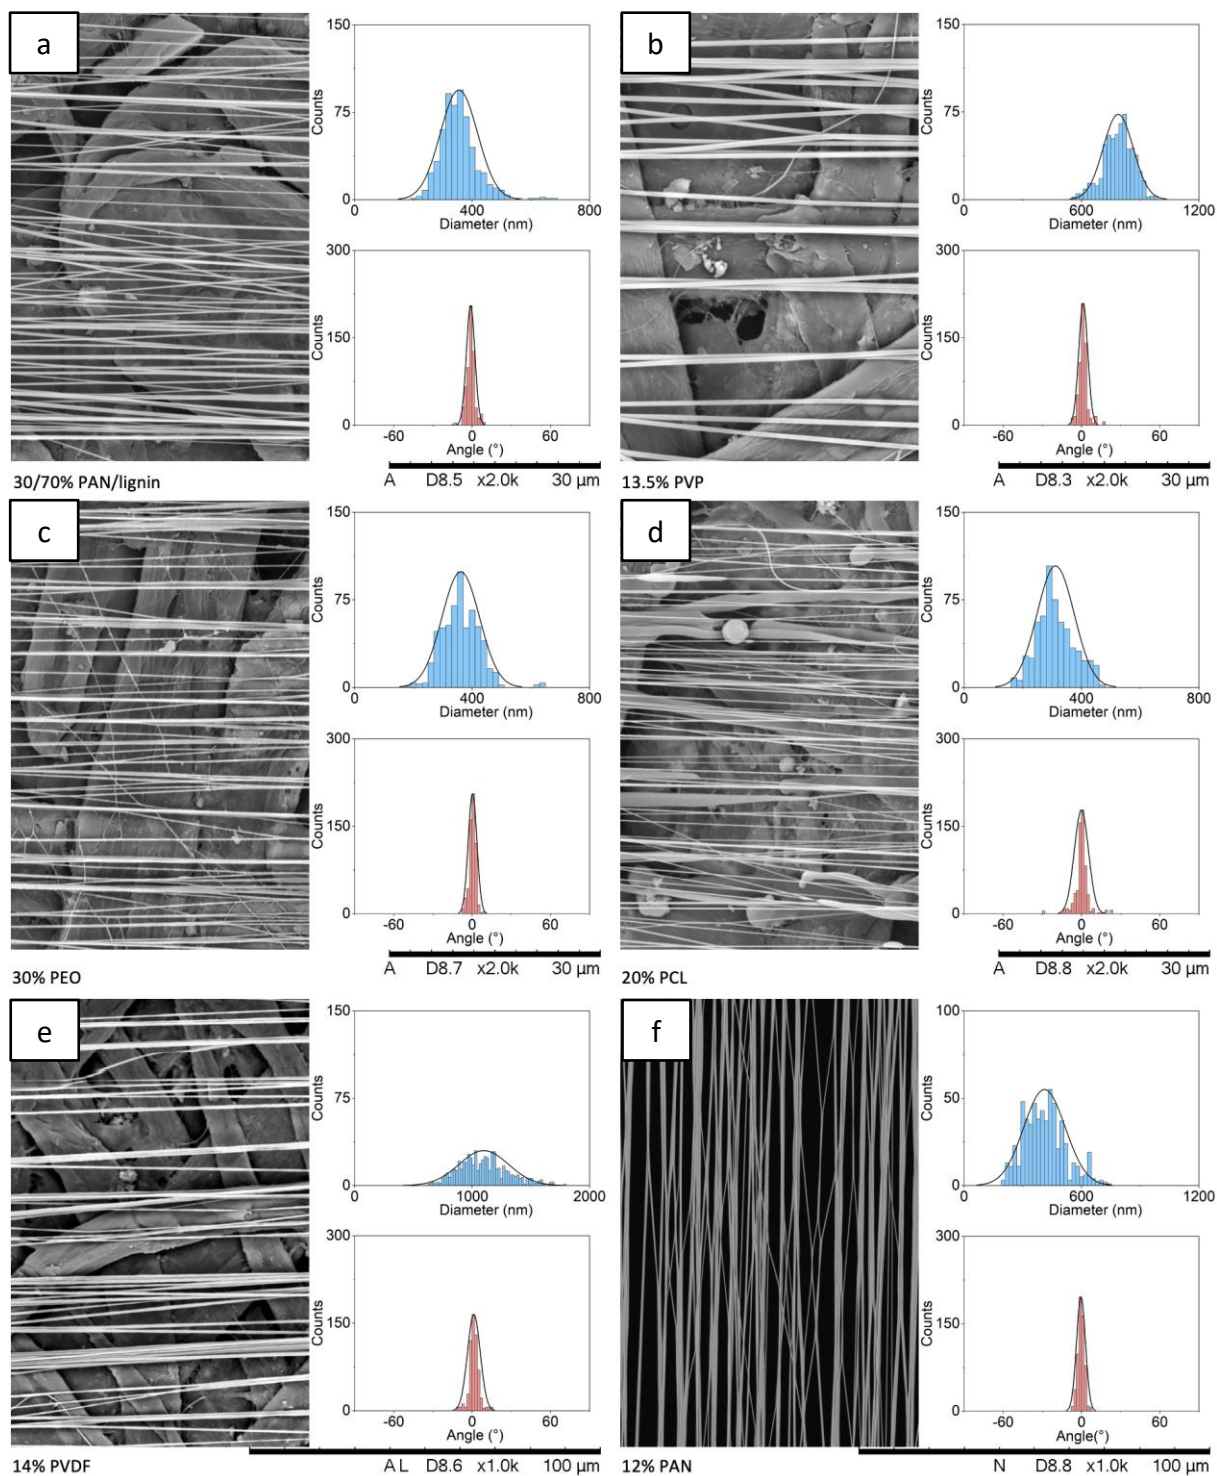 a
150
75
0
Counts
0 400 800
Diameter (nm)
300
150
0
Counts
-60 0 60
Angle (°)
30/70% PAN/lignin
A D8.5 x2.0k 30 µm
b
150
75
0
Counts
0 600 1200
Diameter (nm)
300
150
0
Counts
-60 0 60
Angle (°)
13.5% PVP
A D8.3 x2.0k 30 µm
c
150
75
0
Counts
0 400 800
Diameter (nm)
300
150
0
Counts
-60 0 60
Angle (°)
30% PEO
A D8.7 x2.0k 30 µm
d
150
75
0
Counts
0 400 800
Diameter (nm)
300
150
0
Counts
-60 0 60
Angle (°)
20% PCL
A D8.8 x2.0k 30 µm
e
150
75
0
Counts
0 1000 2000
Diameter (nm)
300
150
0
Counts
-60 0 60
Angle (°)
14% PVDF
A L D8.6 x1.0k 100 µm
f
100
50
0
Counts
0 600 1200
Diameter (nm)
300
150
0
Counts
-60 0 60
Angle(°)
12% PAN
N D8.8 x1.0k 100 µm